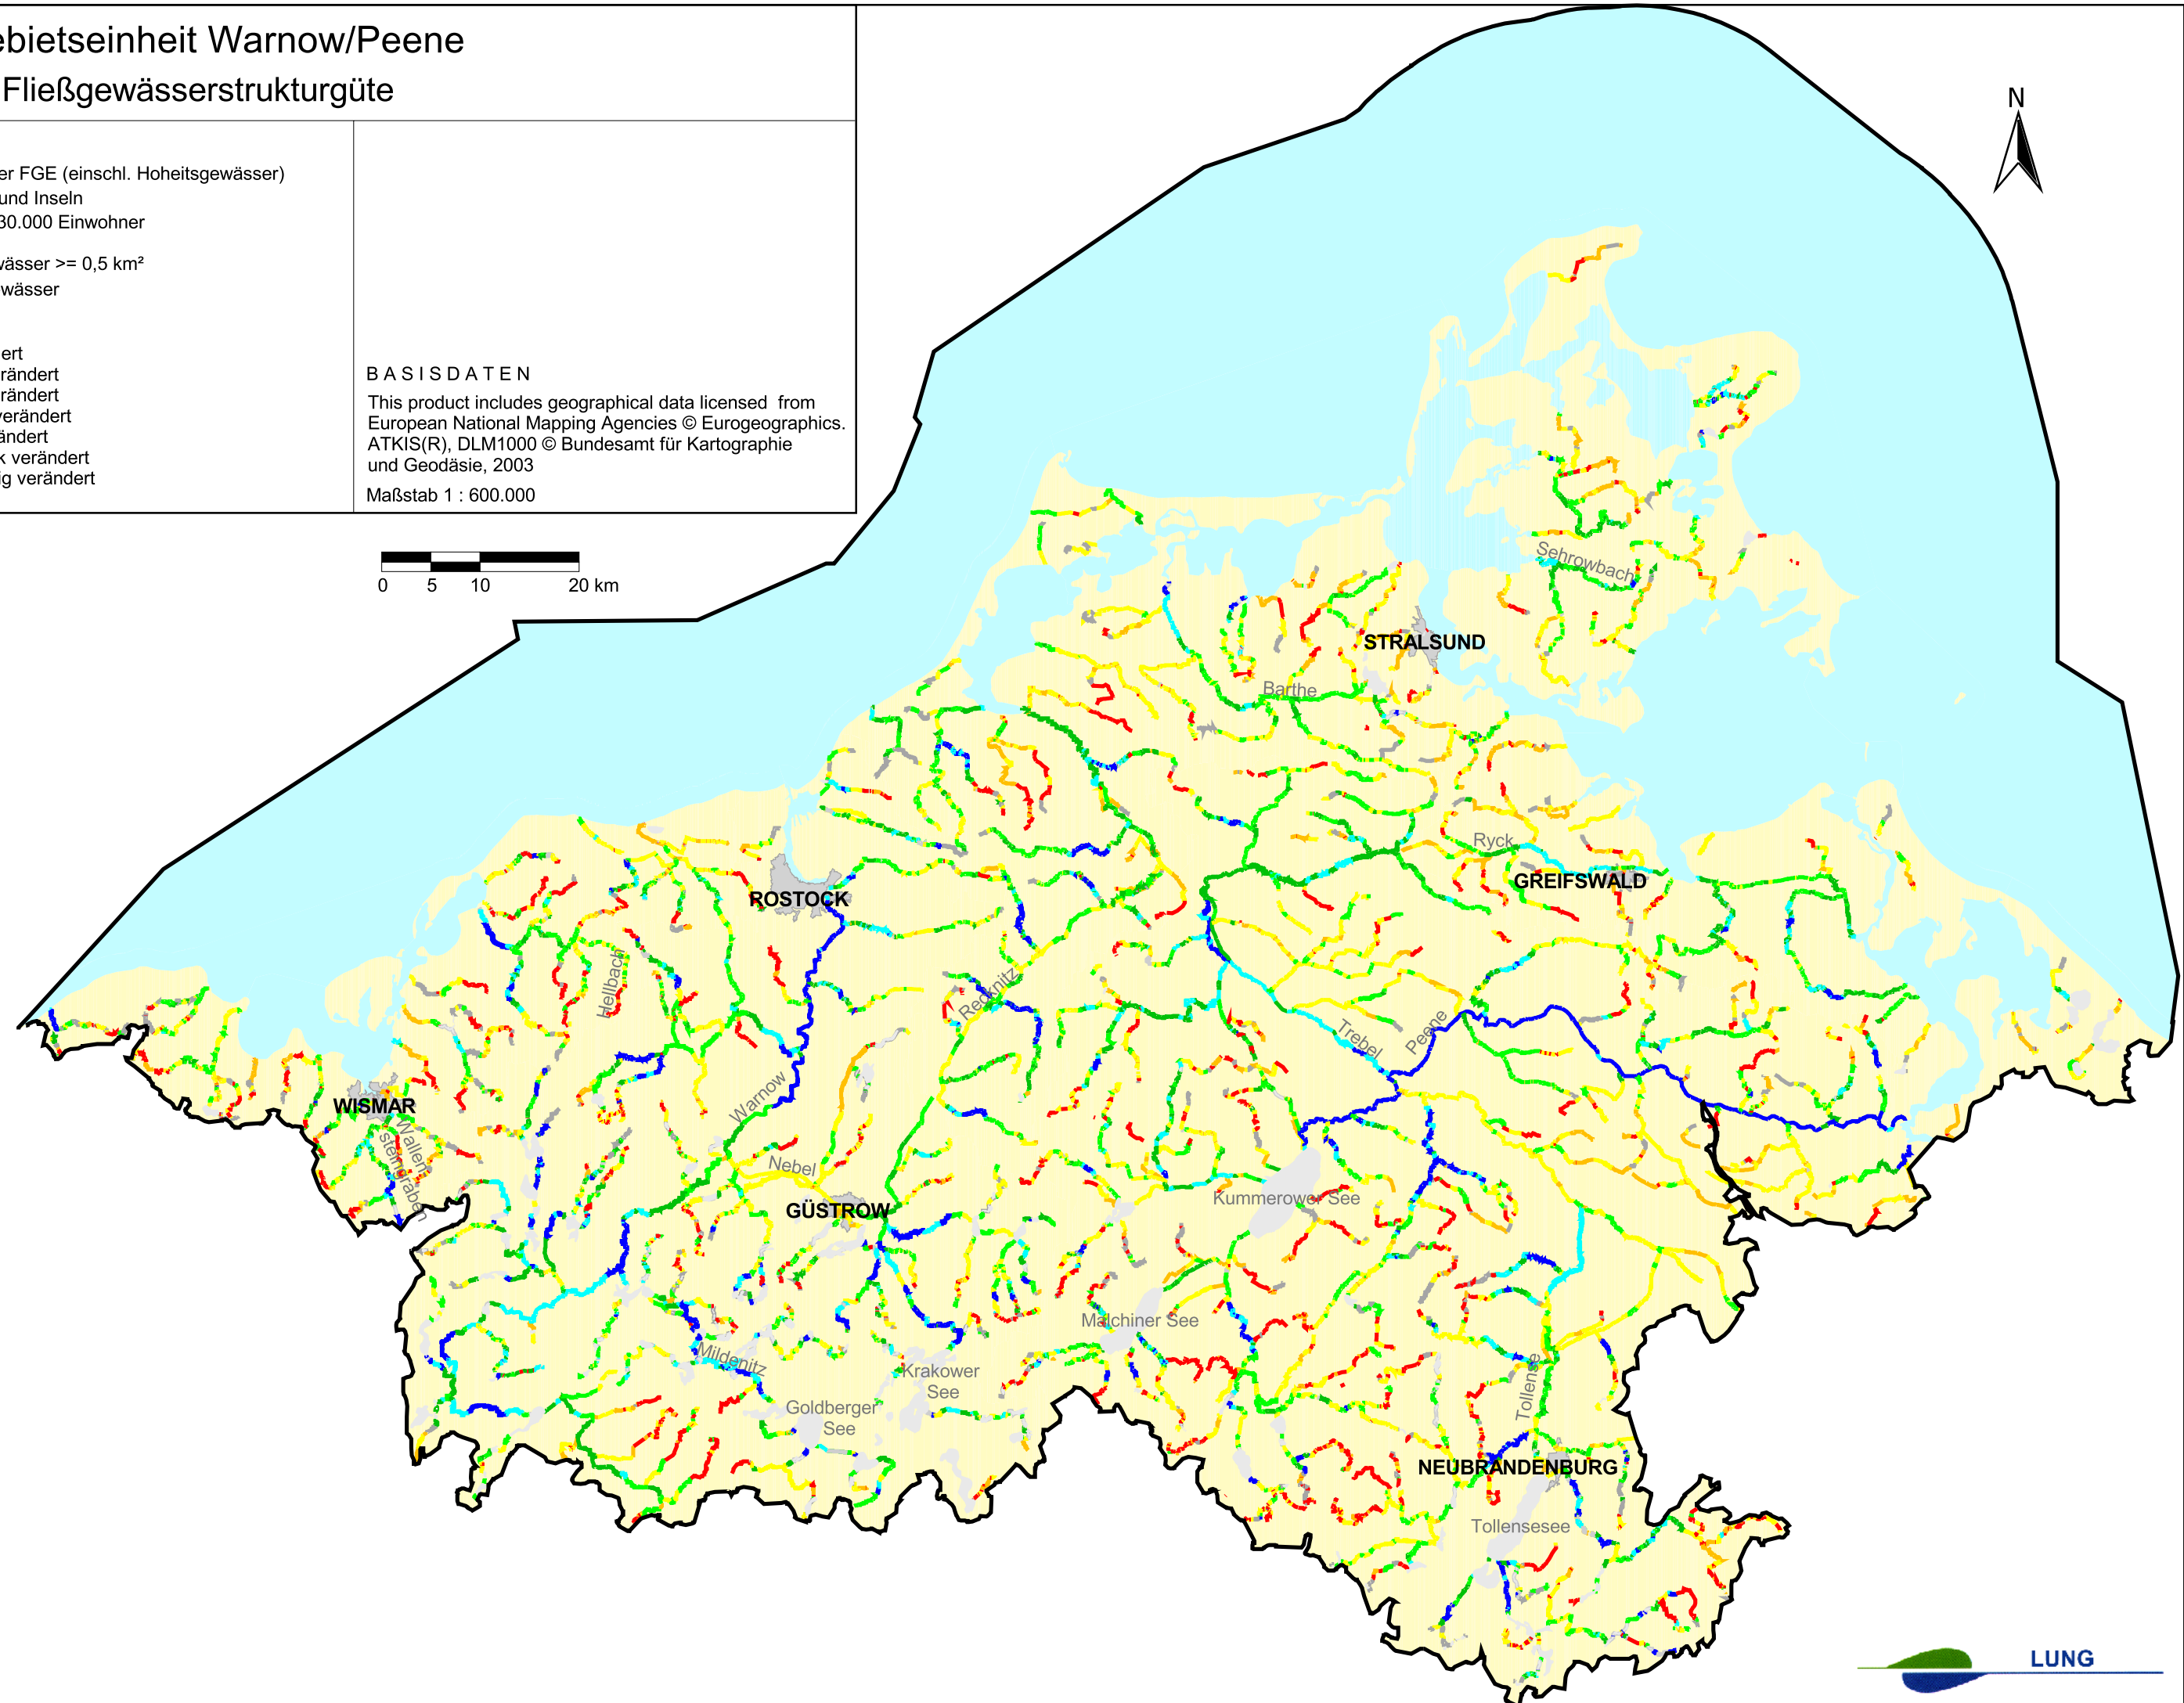 ebietseinheit Warnow/Peene
Fließgewässerstrukturgüte
er FGE (einschl. Hoheitsgewässer)
und Inseln
30.000 Einwohner
vässer >= 0,5 km²
wässer
ert
rändert
rändert
verändert
ändert
k verändert
ig verändert
B A S I S D A T E N
This product includes geographical data licensed from
European National Mapping Agencies © Eurogeographics.
ATKIS(R), DLM1000 © Bundesamt für Kartographie
und Geodäsie, 2003
Maßstab 1 : 600.000
0 5 10 20 km
N
Sehrowbach
STRALSUND
Barthe
Ryck
GREIFSWALD
ROSTOCK
Hellbach
Recknitz
Trebel
Peene
Warnow
WISMAR
Wallen
steingraben
Nebel
GÜSTROW
Kummerower See
Malchiner See
Mildenitz
Krakower
See
Goldberger
See
Tollense
NEUBRANDENBURG
Tollensesee
LUNG